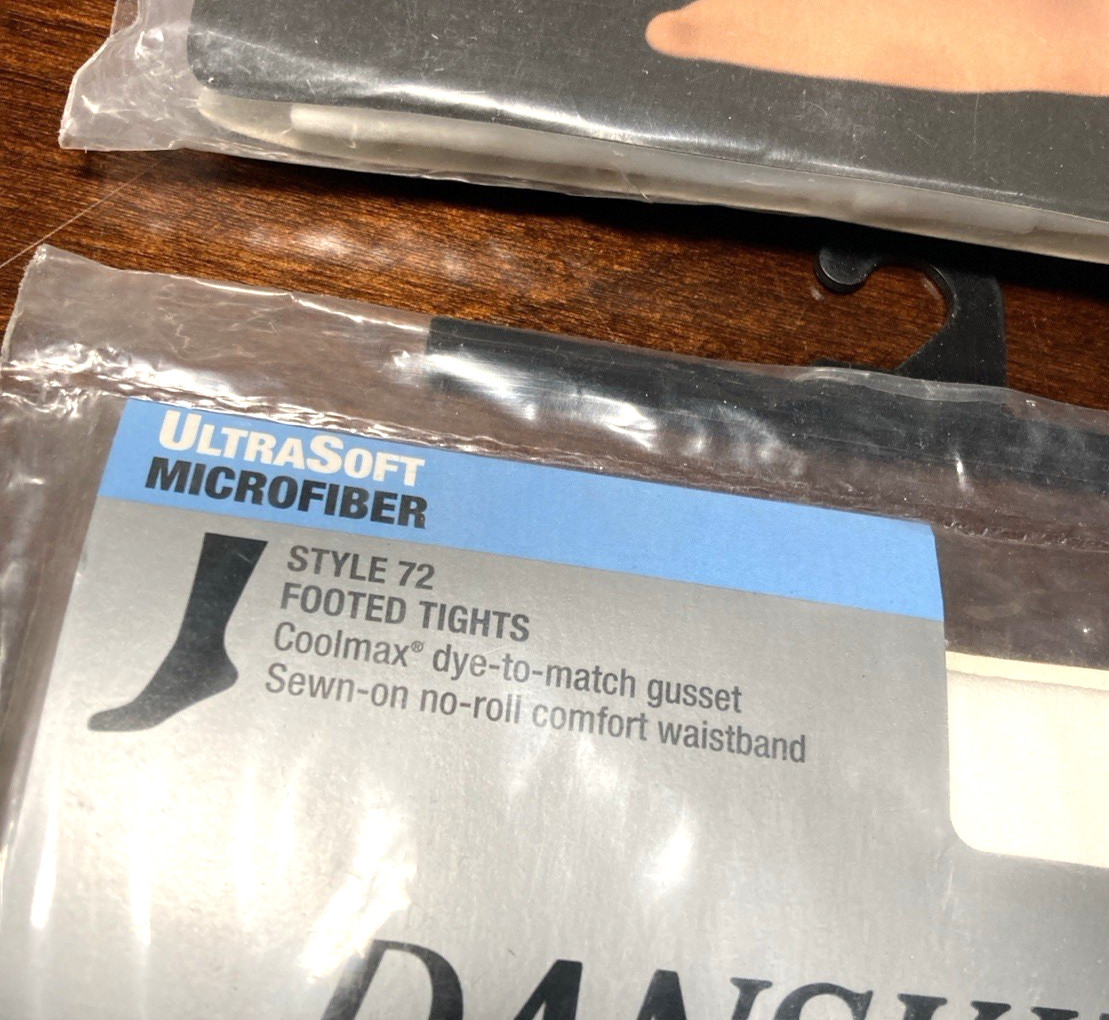 ULTRASOFT
MICROFIBER
STYLE 72
FOOTED TIGHTS
Coolmax® dye-to-match gusset
Sewn-on no-roll comfort waistband